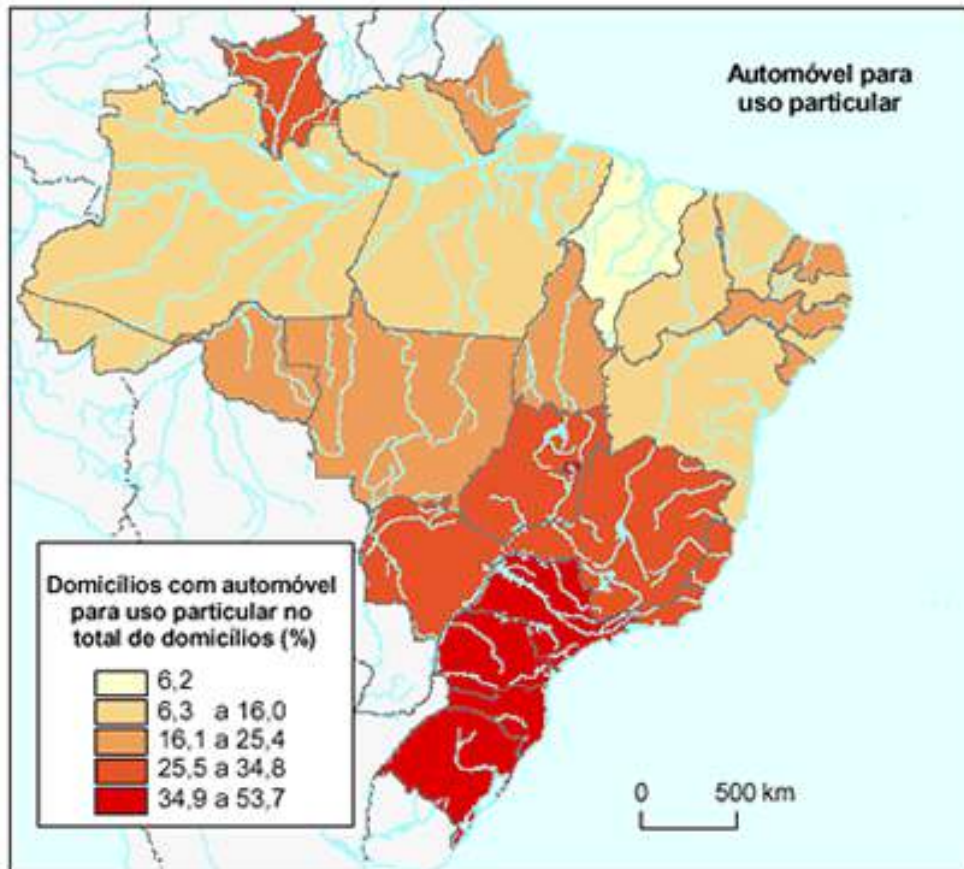 Automóvel para
uso particular
Domicílios com automóvel
para uso particular no
total de domicílios (%)
6,2
6,3 a 16,0
16,1 a 25,4
25,5 a 34,8
34,9 a 53,7
0 500 km